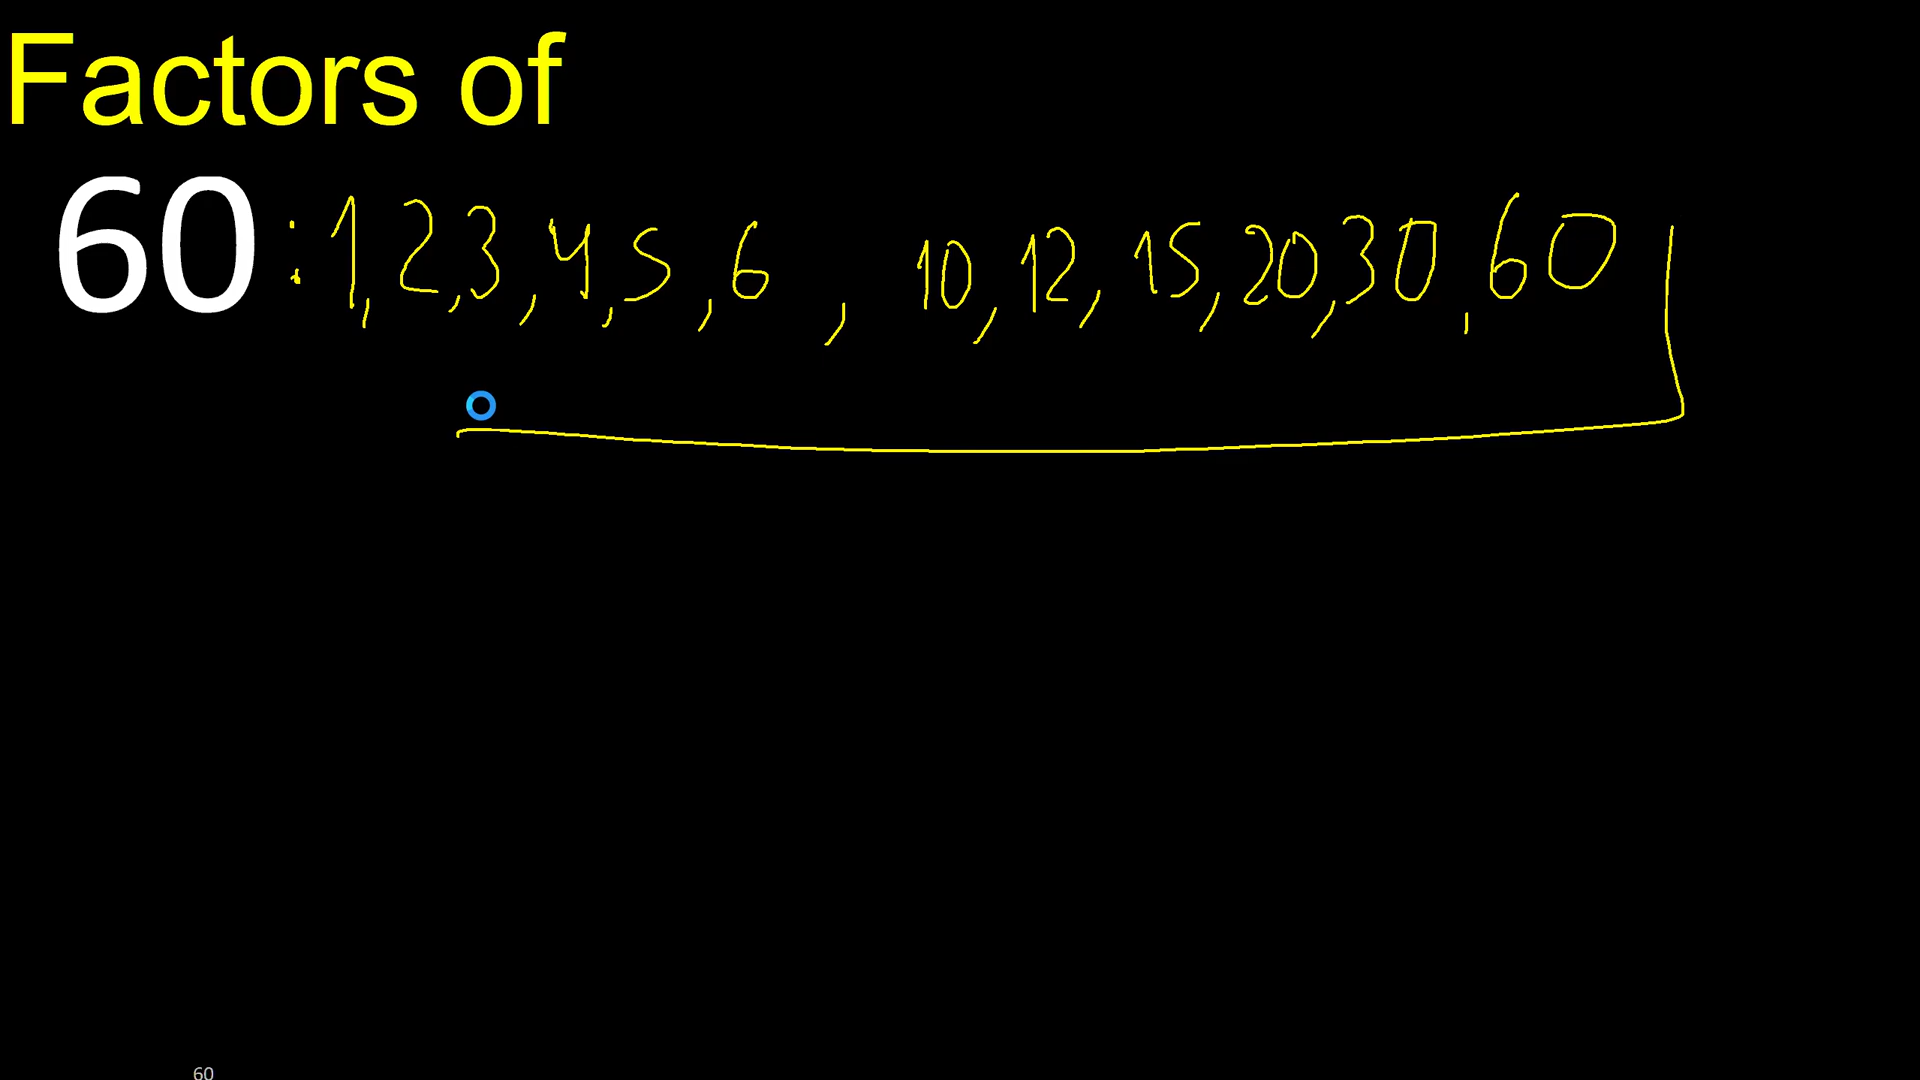 Factors of
60 : 1, 2, 3, 4, 5, 6 , 10, 12, 15, 20, 30, 60
60